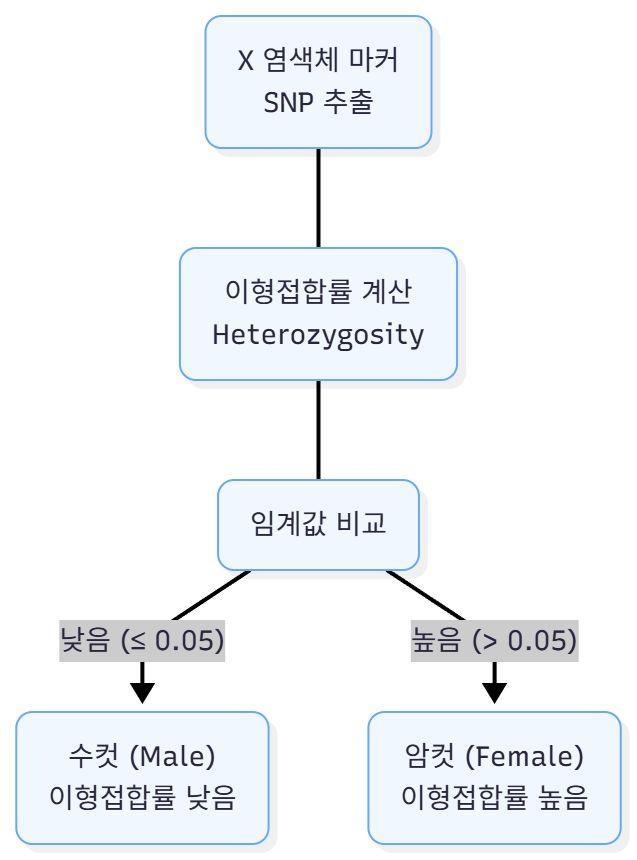 X 염색체 마커
SNP 추출
이형접합률 계산
Heterozygosity
임계값 비교
낮음 (≤ 0.05)
높음 (> 0.05)
수컷 (Male)
이형접합률 낮음
암컷 (Female)
이형접합률 높음